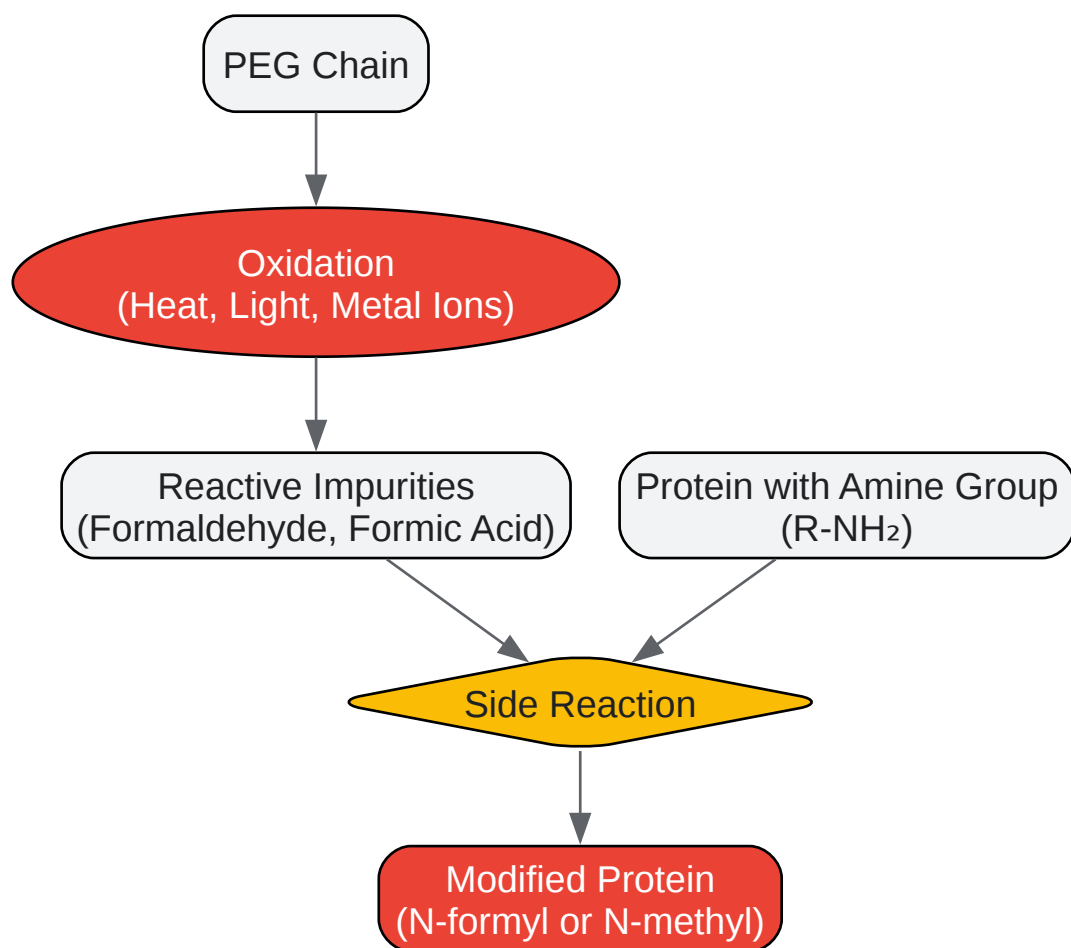 PEG Chain
Oxidation
(Heat, Light, Metal Ions)
Reactive Impurities
(Formaldehyde, Formic Acid)
Protein with Amine Group
(R-NH₂)
Side Reaction
Modified Protein
(N-formyl or N-methyl)